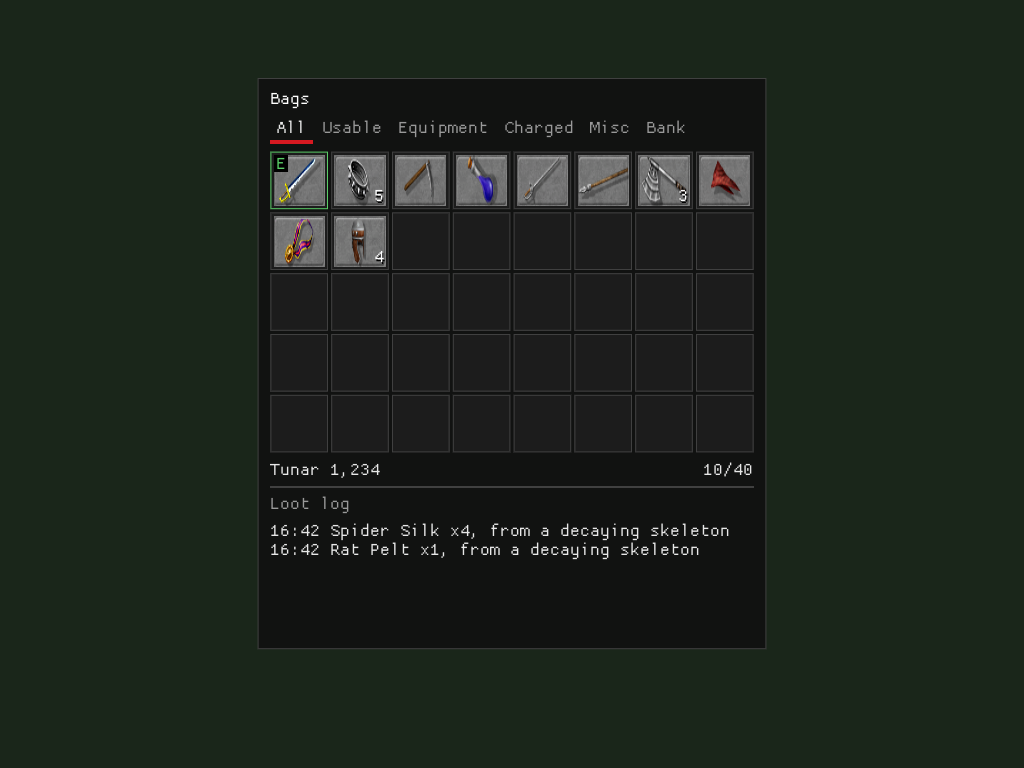 Bags
All Usable Equipment Charged Misc Bank
E 5 3
4
Tunar 1,234 10/40
Loot log
16:42 Spider Silk x4, from a decaying skeleton
16:42 Rat Pelt x1, from a decaying skeleton